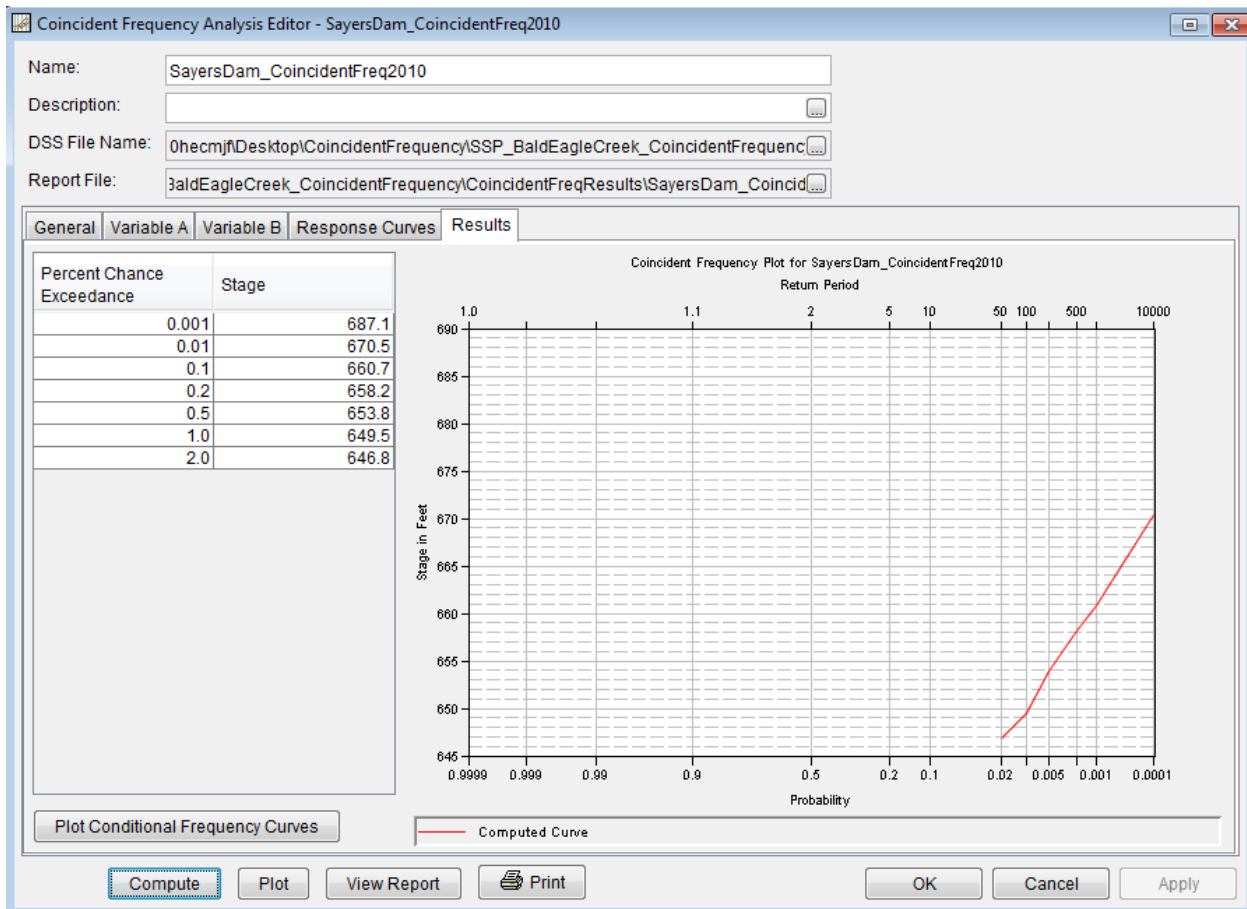 Coincident Frequency Analysis Editor - SayersDam_CoincidentFreq2010
Name: SayersDam_CoincidentFreq2010
Description: ...
DSS File Name: 0hecmjf\Desktop\CoincidentFrequency\SSP_BaldEagleCreek_CoincidentFrequenc ...
Report File: BaldEagleCreek_CoincidentFrequency\CoincidentFreqResults\SayersDam_Coincid ...
General Variable A Variable B Response Curves Results
Percent Chance Exceedance Stage
0.001 687.1
0.01 670.5
0.1 660.7
0.2 658.2
0.5 653.8
1.0 649.5
2.0 646.8
Plot Conditional Frequency Curves
Coincident Frequency Plot for SayersDam_CoincidentFreq2010
Return Period
1.0 1.1 2 5 10 50 100 500 10000
690
685
680
675
670
665
660
655
650
645
Stage in Feet
0.9999 0.999 0.99 0.9 0.5 0.2 0.1 0.02 0.005 0.001 0.0001
Probability
Computed Curve
Compute Plot View Report Print OK Cancel Apply